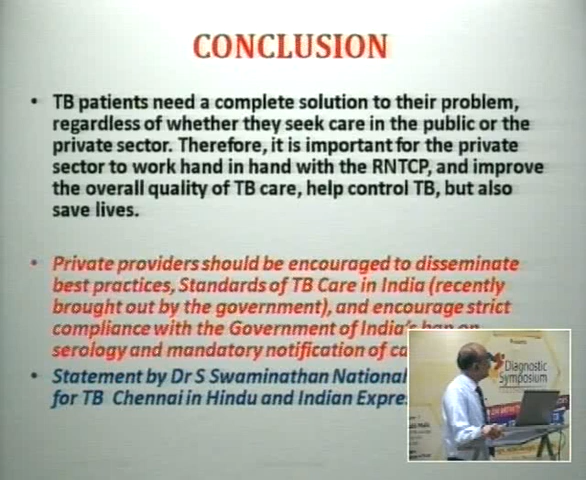 CONCLUSION
• TB patients need a complete solution to their problem,
regardless of whether they seek care in the public or the
private sector. Therefore, it is important for the private
sector to work hand in hand with the RNTCP, and improve
the overall quality of TB care, help control TB, but also
save lives.
• Private providers should be encouraged to disseminate
best practices, Standards of TB Care in India (recently
brought out by the government), and encourage strict
compliance with the Government of India's ban on
serology and mandatory notification of
• Statement by Dr S Swaminathan National
for TB Chennai in Hindu and Indian
Diagnostic
Symposium